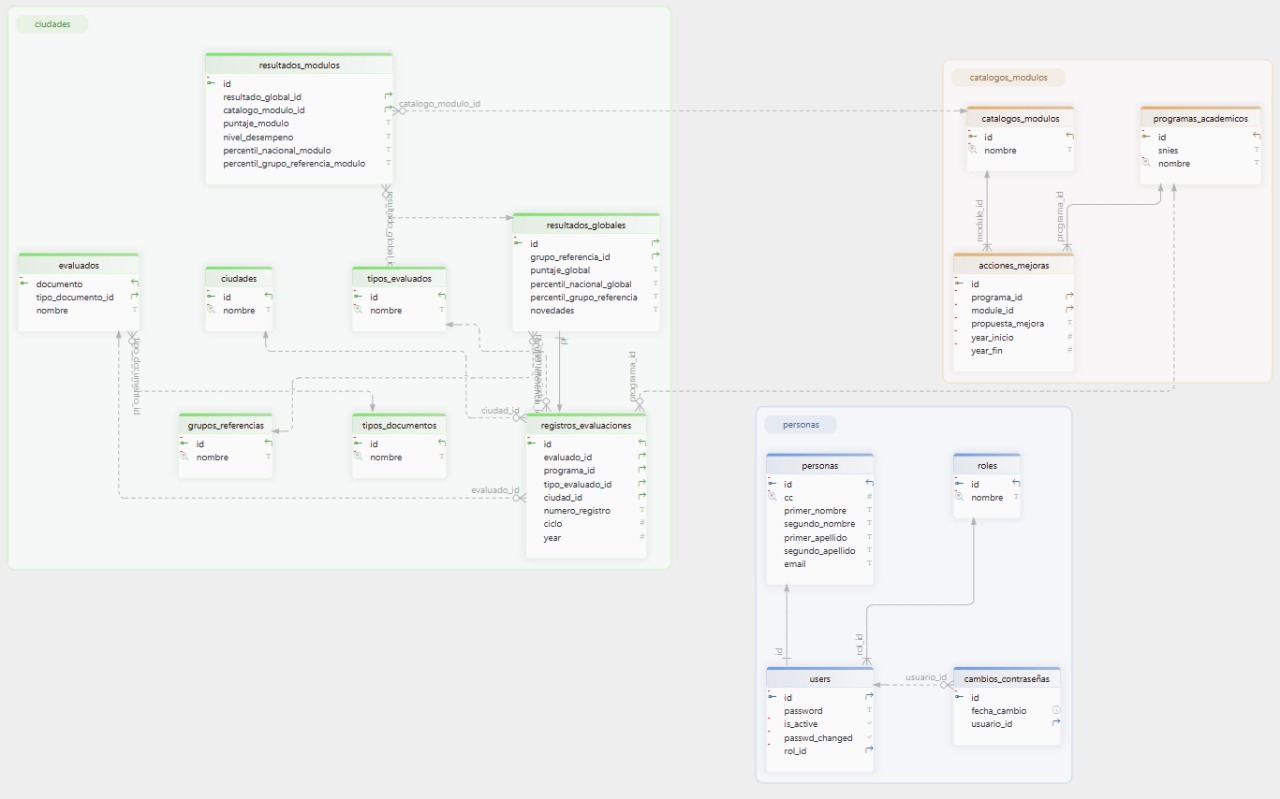 ciudades
resultados_modulos
id
resultado_global_id
catalogo_modulo_id
puntaje_modulo
nivel_desempeno
percentil_nacional_modulo
percentil_grupo_referencia_modulo
catalogo_modulo_id
resultado_global_id
resultados_globales
id
grupo_referencia_id
puntaje_global
percentil_nacional_global
percentil_grupo_referencia
novedades
evaluados
documento
tipo_documento_id
nombre
ciudades
id
nombre
tipos_evaluados
id
nombre
tipo_documento_id
id
programa_id
grupos_referencias
id
nombre
tipos_documentos
id
nombre
ciudad_id
evaluado_id
registros_evaluaciones
id
evaluado_id
programa_id
tipo_evaluado_id
ciudad_id
numero_registro
ciclo
year
catalogos_modulos
catalogos_modulos
id
nombre
programas_academicos
id
snies
nombre
module_id
programa_id
acciones_mejoras
id
programa_id
module_id
propuesta_mejora
year_inicio
year_fin
personas
personas
id
cc
primer_nombre
segundo_nombre
primer_apellido
segundo_apellido
email
roles
id
nombre
id
rol_id
users
id
password
is_active
passwd_changed
rol_id
usuario_id
cambios_contraseñas
id
fecha_cambio
usuario_id